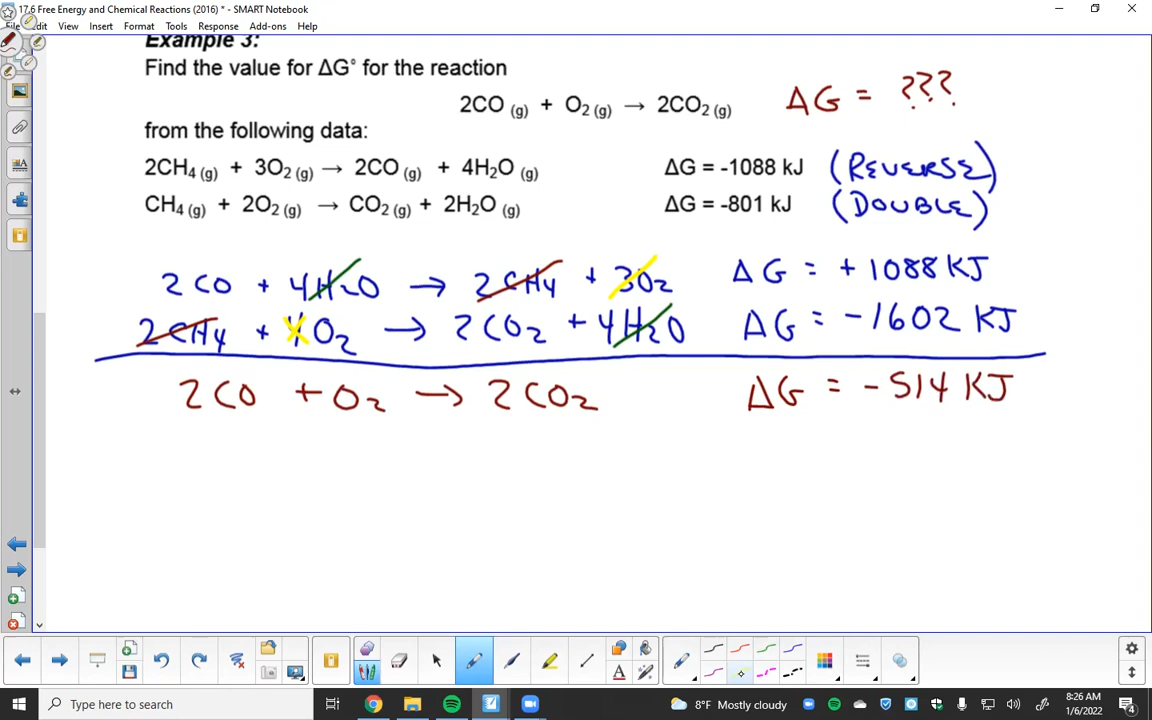 17.6 Free Energy and Chemical Reactions (2016) * - SMART Notebook
File Edit View Insert Format Tools Response Add-ons Help
Example 3:
Find the value for ΔG° for the reaction
2CO (g) + O2 (g) → 2CO2 (g) ΔG = ???
from the following data:
2CH4 (g) + 3O2 (g) → 2CO (g) + 4H2O (g) ΔG = -1088 kJ (REVERSE)
CH4 (g) + 2O2 (g) → CO2 (g) + 2H2O (g) ΔG = -801 kJ (DOUBLE)
2CO + 4H2O → 2CH4 + 3O2 ΔG = +1088 KJ
2CH4 + 4O2 → 2CO2 + 4H2O ΔG = -1602 KJ
2CO + O2 → 2CO2 ΔG = -514 KJ
Type here to search
8°F Mostly cloudy
8:26 AM
1/6/2022
4